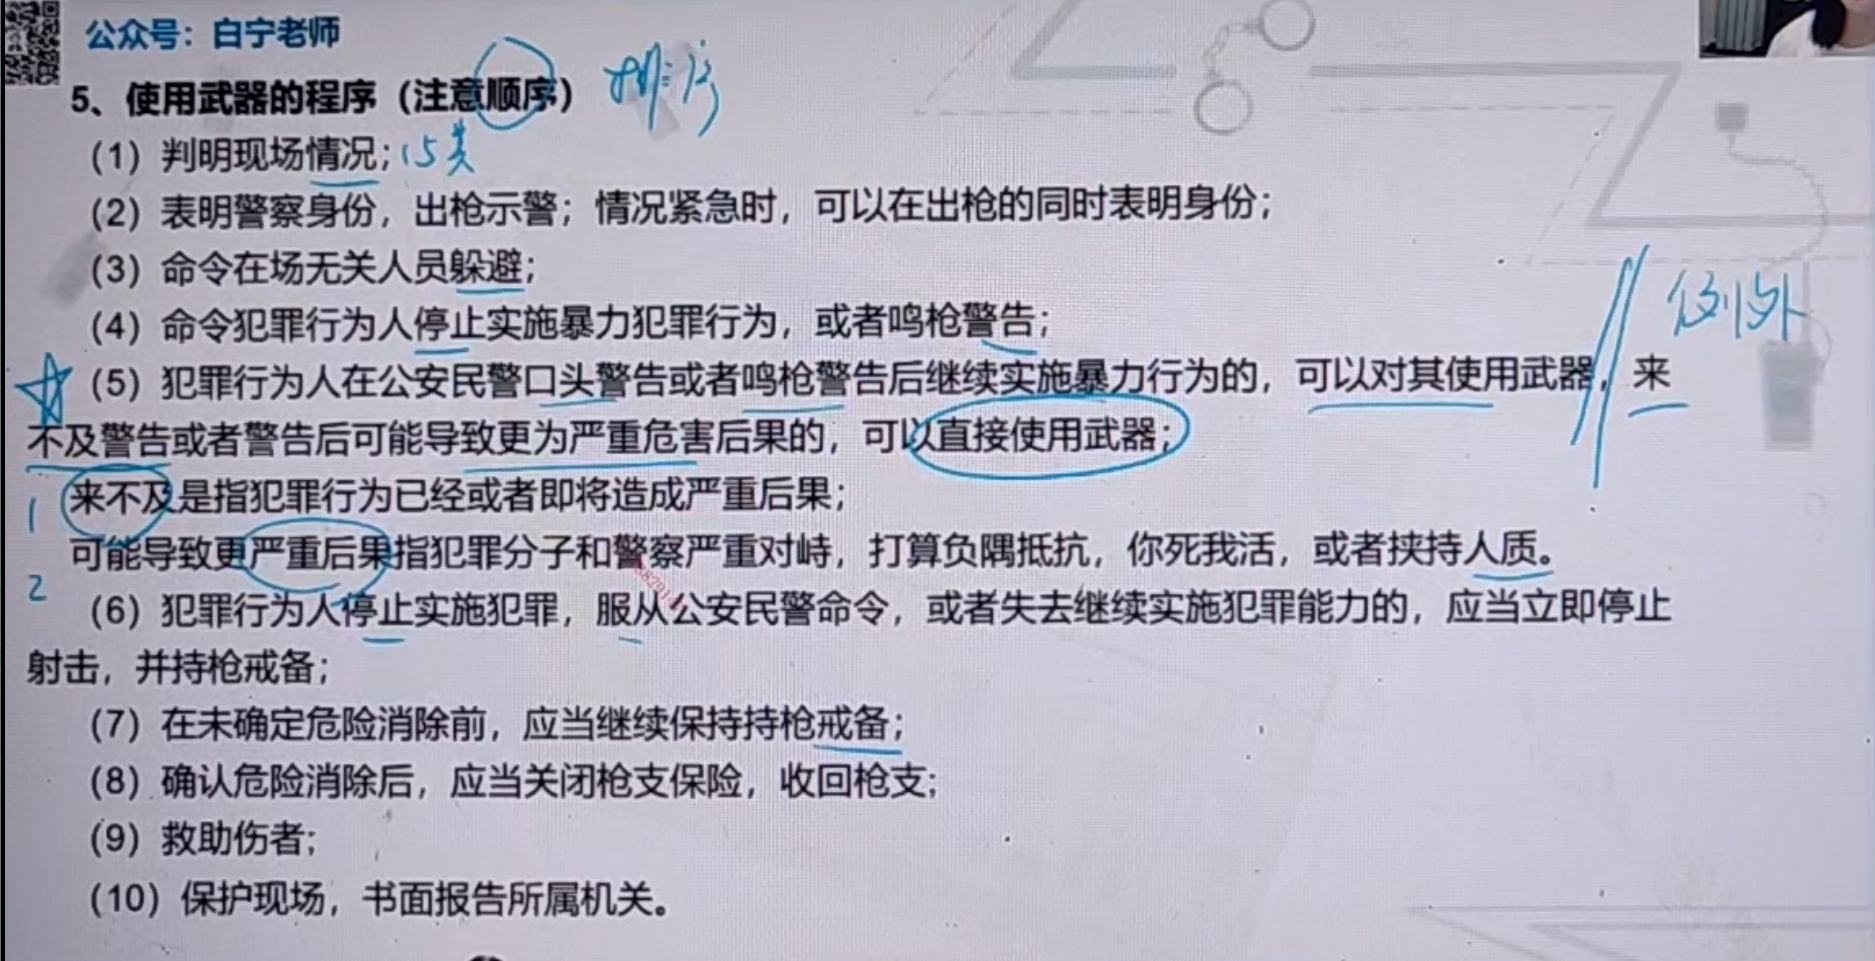 公众号：白宁老师
5、使用武器的程序（注意顺序） 排序
（1）判明现场情况；15类
（2）表明警察身份，出枪示警；情况紧急时，可以在出枪的同时表明身份；
（3）命令在场无关人员躲避；
例外
（4）命令犯罪行为人停止实施暴力犯罪行为，或者鸣枪警告；
（5）犯罪行为人在公安民警口头警告或者鸣枪警告后继续实施暴力行为的，可以对其使用武器，来
不及警告或者警告后可能导致更为严重危害后果的，可以直接使用武器；
1 来不及是指犯罪行为已经或者即将造成严重后果；
可能导致更严重后果指犯罪分子和警察严重对峙，打算负隅抵抗，你死我活，或者挟持人质。
2 （6）犯罪行为人停止实施犯罪，服从公安民警命令，或者失去继续实施犯罪能力的，应当立即停止
射击，并持枪戒备；
（7）在未确定危险消除前，应当继续保持持枪戒备；
（8）确认危险消除后，应当关闭枪支保险，收回枪支；
（9）救助伤者；
（10）保护现场，书面报告所属机关。